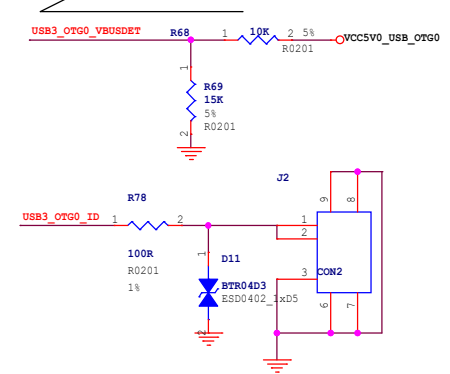 USB3_OTG0_VBUSDET
R68
1
10K
2
5%
R0201
VCC5V0_USB_OTG0
1
R69
15K
5%
R0201
2
J2
R78
USB3_OTG0_ID
1
2
9
8
1
2
100R
R0201
1%
1
D11
BTR04D3
ESD0402_1xD5
2
3
CON2
6
7